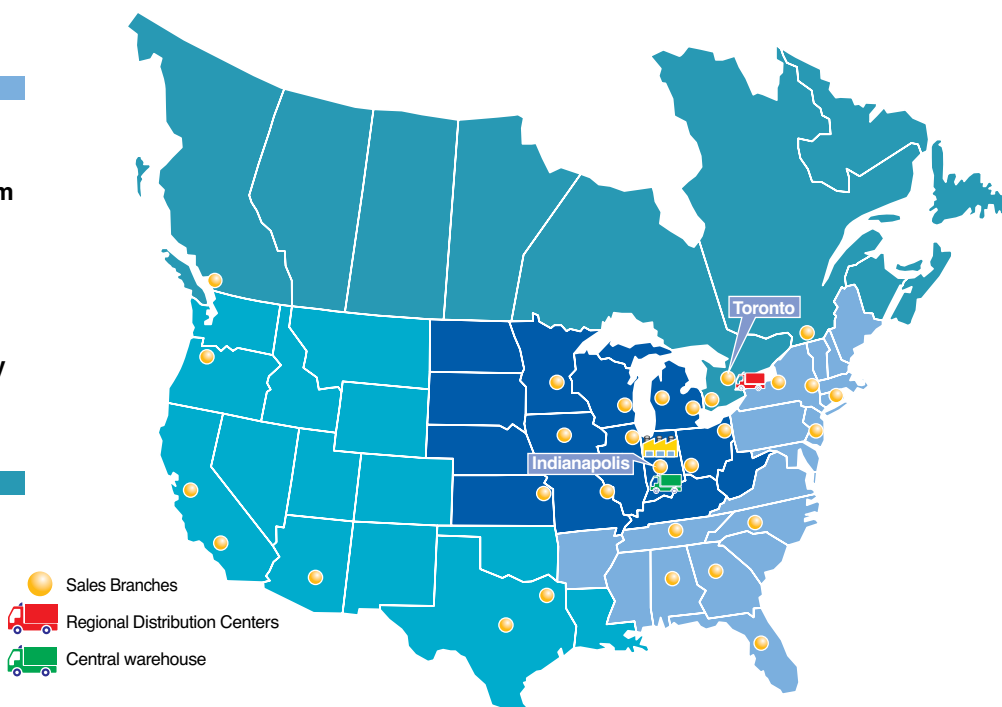 m
y
Toronto
Indianapolis
Sales Branches
Regional Distribution Centers
Central warehouse